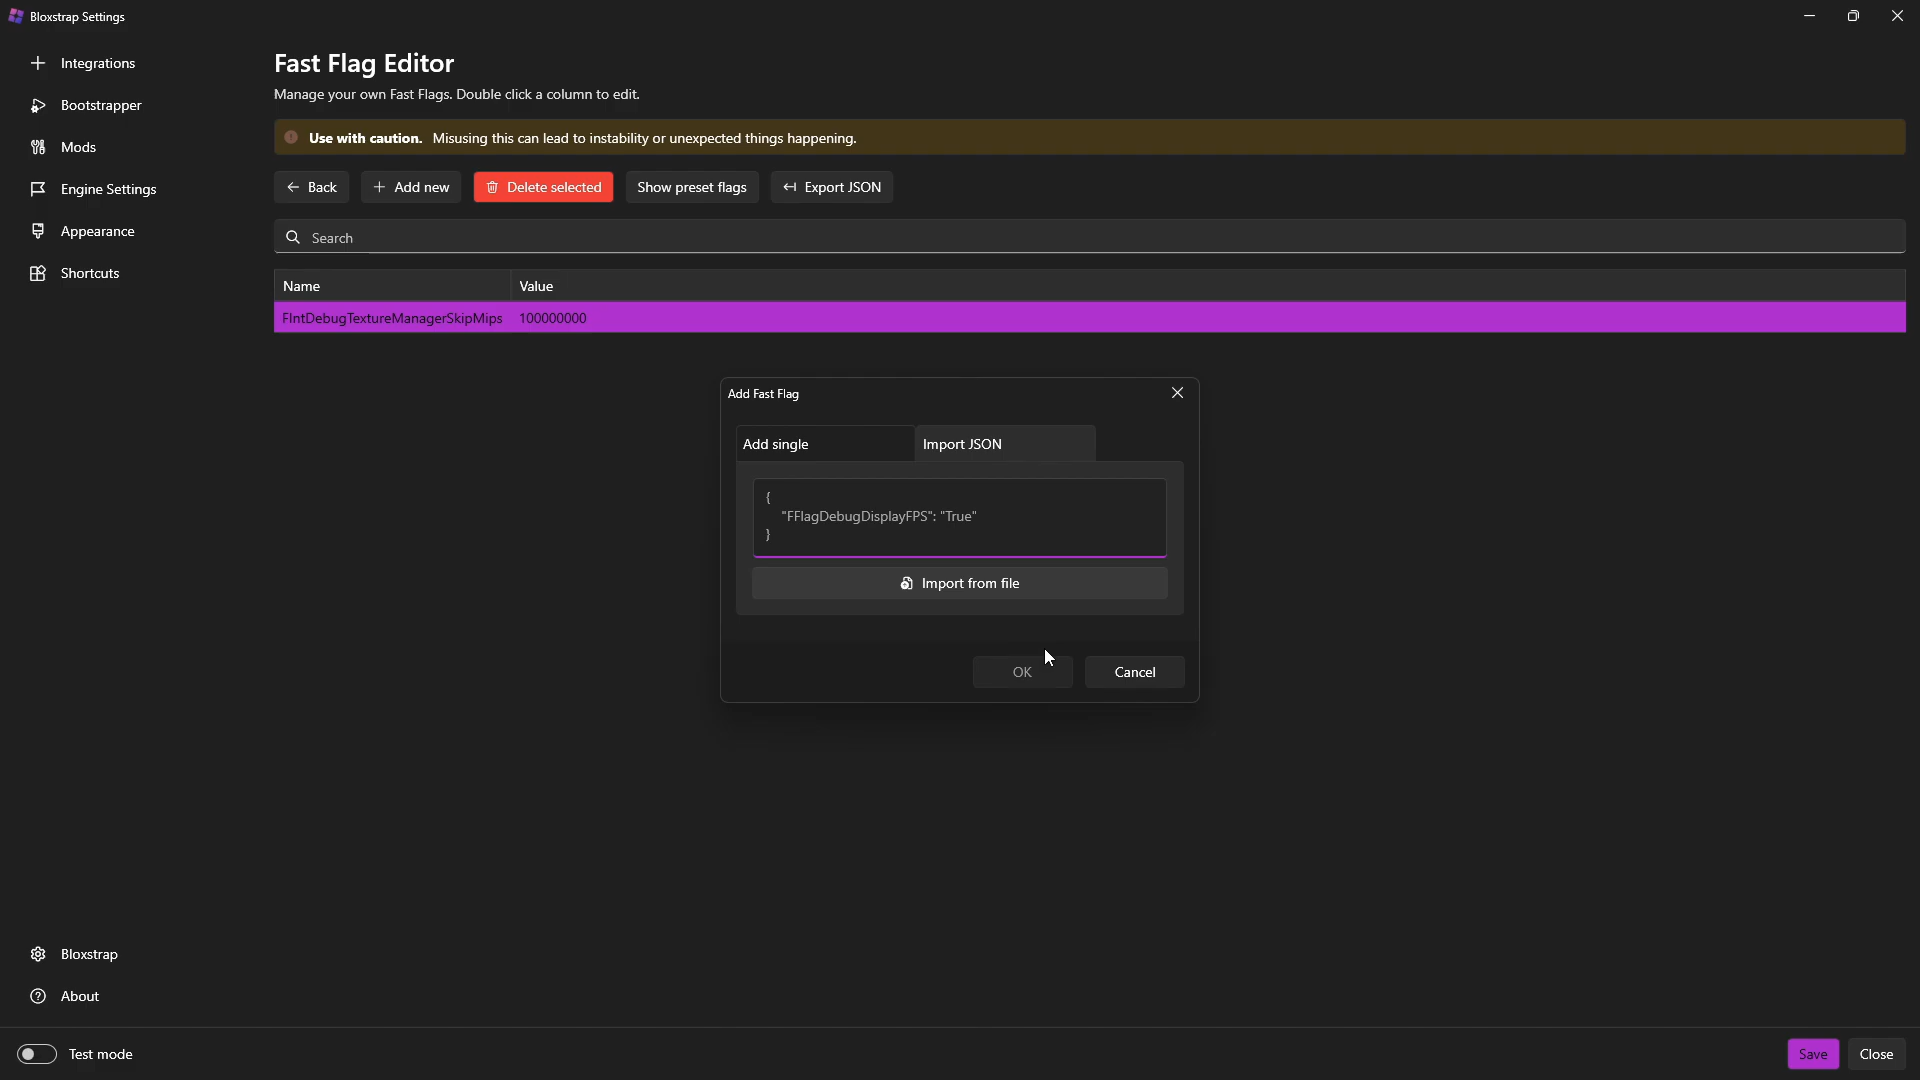 Bloxstrap Settings
Integrations
Bootstrapper
Mods
Engine Settings
Appearance
Shortcuts
Fast Flag Editor
Manage your own Fast Flags. Double click a column to edit.
Use with caution. Misusing this can lead to instability or unexpected things happening.
Back
Add new
Delete selected
Show preset flags
Export JSON
Search
Name Value
FIntDebugTextureManagerSkipMips 100000000
Add Fast Flag
Add single
Import JSON
{
"FFlagDebugDisplayFPS": "True"
}
Import from file
OK
Cancel
Bloxstrap
About
Test mode
Save
Close